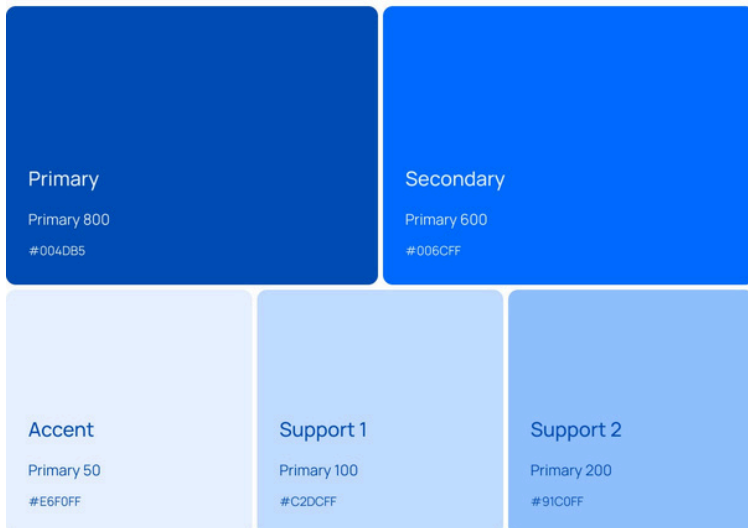 Primary
Primary 800
#004DB5
Secondary
Primary 600
#006CFF
Accent
Primary 50
#E6F0FF
Support 1
Primary 100
#C2DCFF
Support 2
Primary 200
#91C0FF